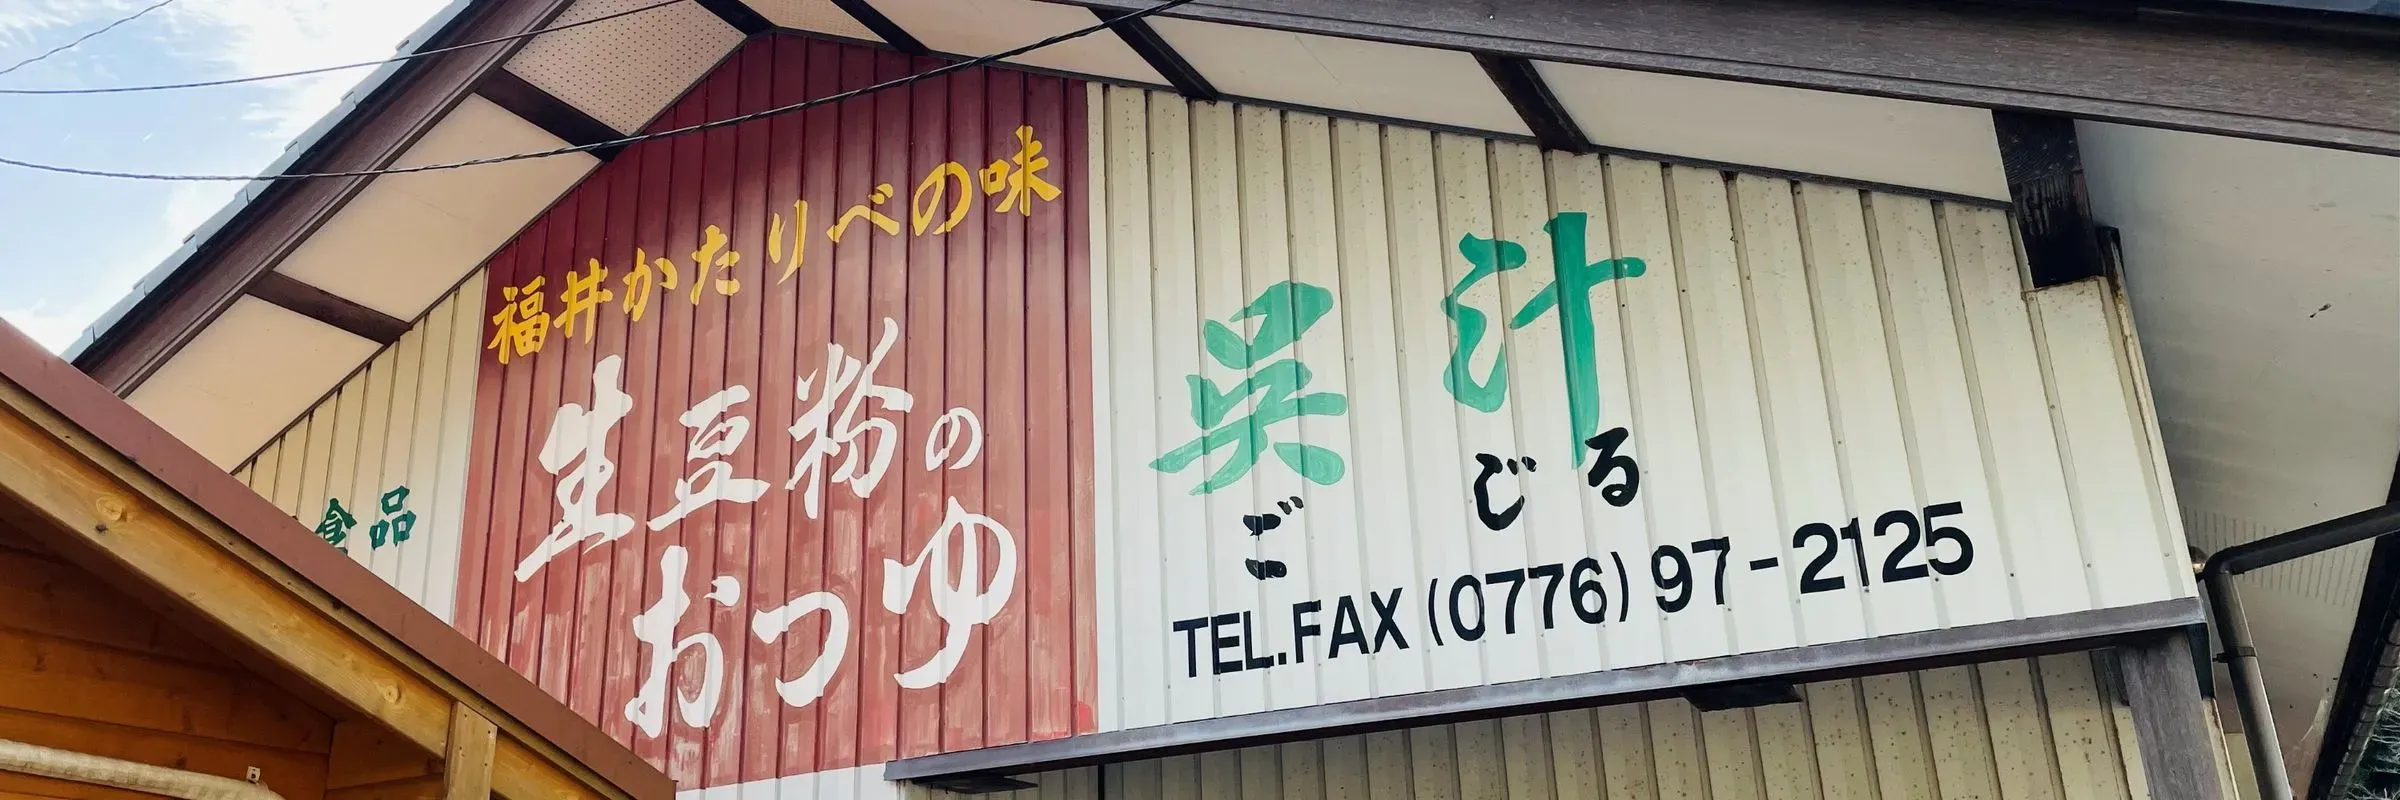 食品
福井かたりべの味
生豆粉の
おつゆ
呉汁
ごじる
TEL.FAX (0776) 97-2125